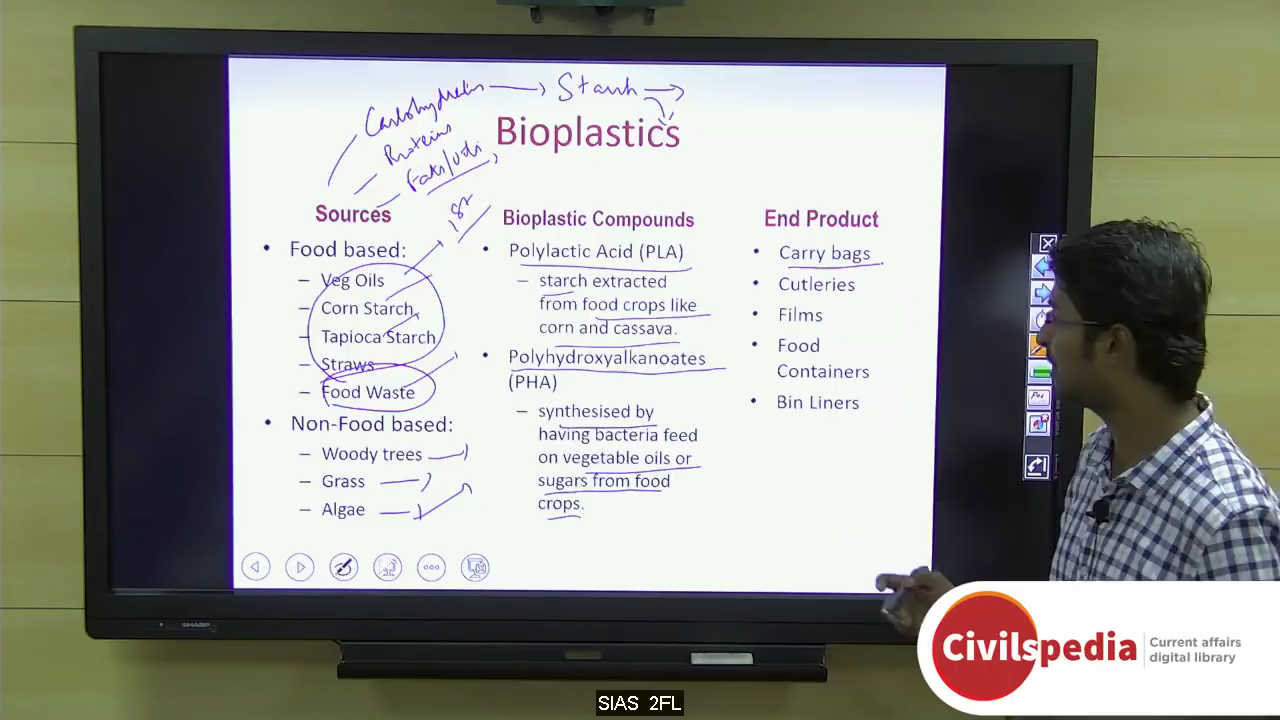 Carbohydrates → Starch →
Proteins
Fats/
Bioplastics
Sources
Food based:
– Veg Oils
– Corn Starch
– Tapioca Starch
– Straws
– Food Waste
Non-Food based:
– Woody trees
– Grass
– Algae
Bioplastic Compounds
• Polylactic Acid (PLA)
– starch extracted
from food crops like
corn and cassava.
• Polyhydroxyalkanoates
(PHA)
– synthesised by
having bacteria feed
on vegetable oils or
sugars from food
crops.
End Product
• Carry bags
• Cutleries
• Films
• Food
Containers
• Bin Liners
SHARP
Civilspedia
Current affairs
digital library
SIAS 2FL